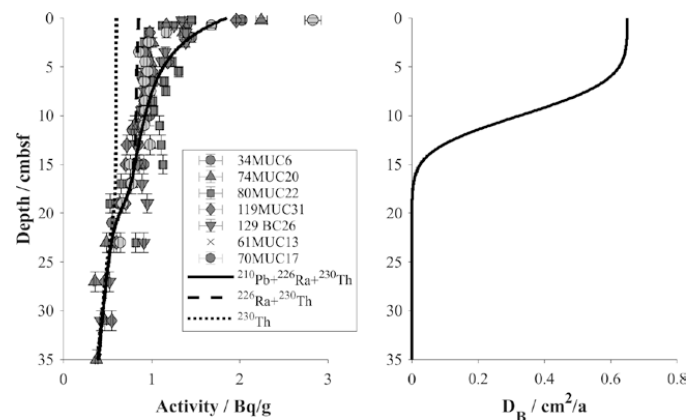 0
5
10
15
20
25
30
35
Depth / cmbsf
0
1
2
3
Activity / Bq/g
34MUC6
74MUC20
80MUC22
119MUC31
129 BC26
61MUC13
70MUC17
²¹⁰Pb+²²⁶Ra+²³⁰Th
²²⁶Ra+²³⁰Th
²³⁰Th
0
5
10
15
20
25
30
35
0
0.2
0.4
0.6
0.8
D_B / cm²/a